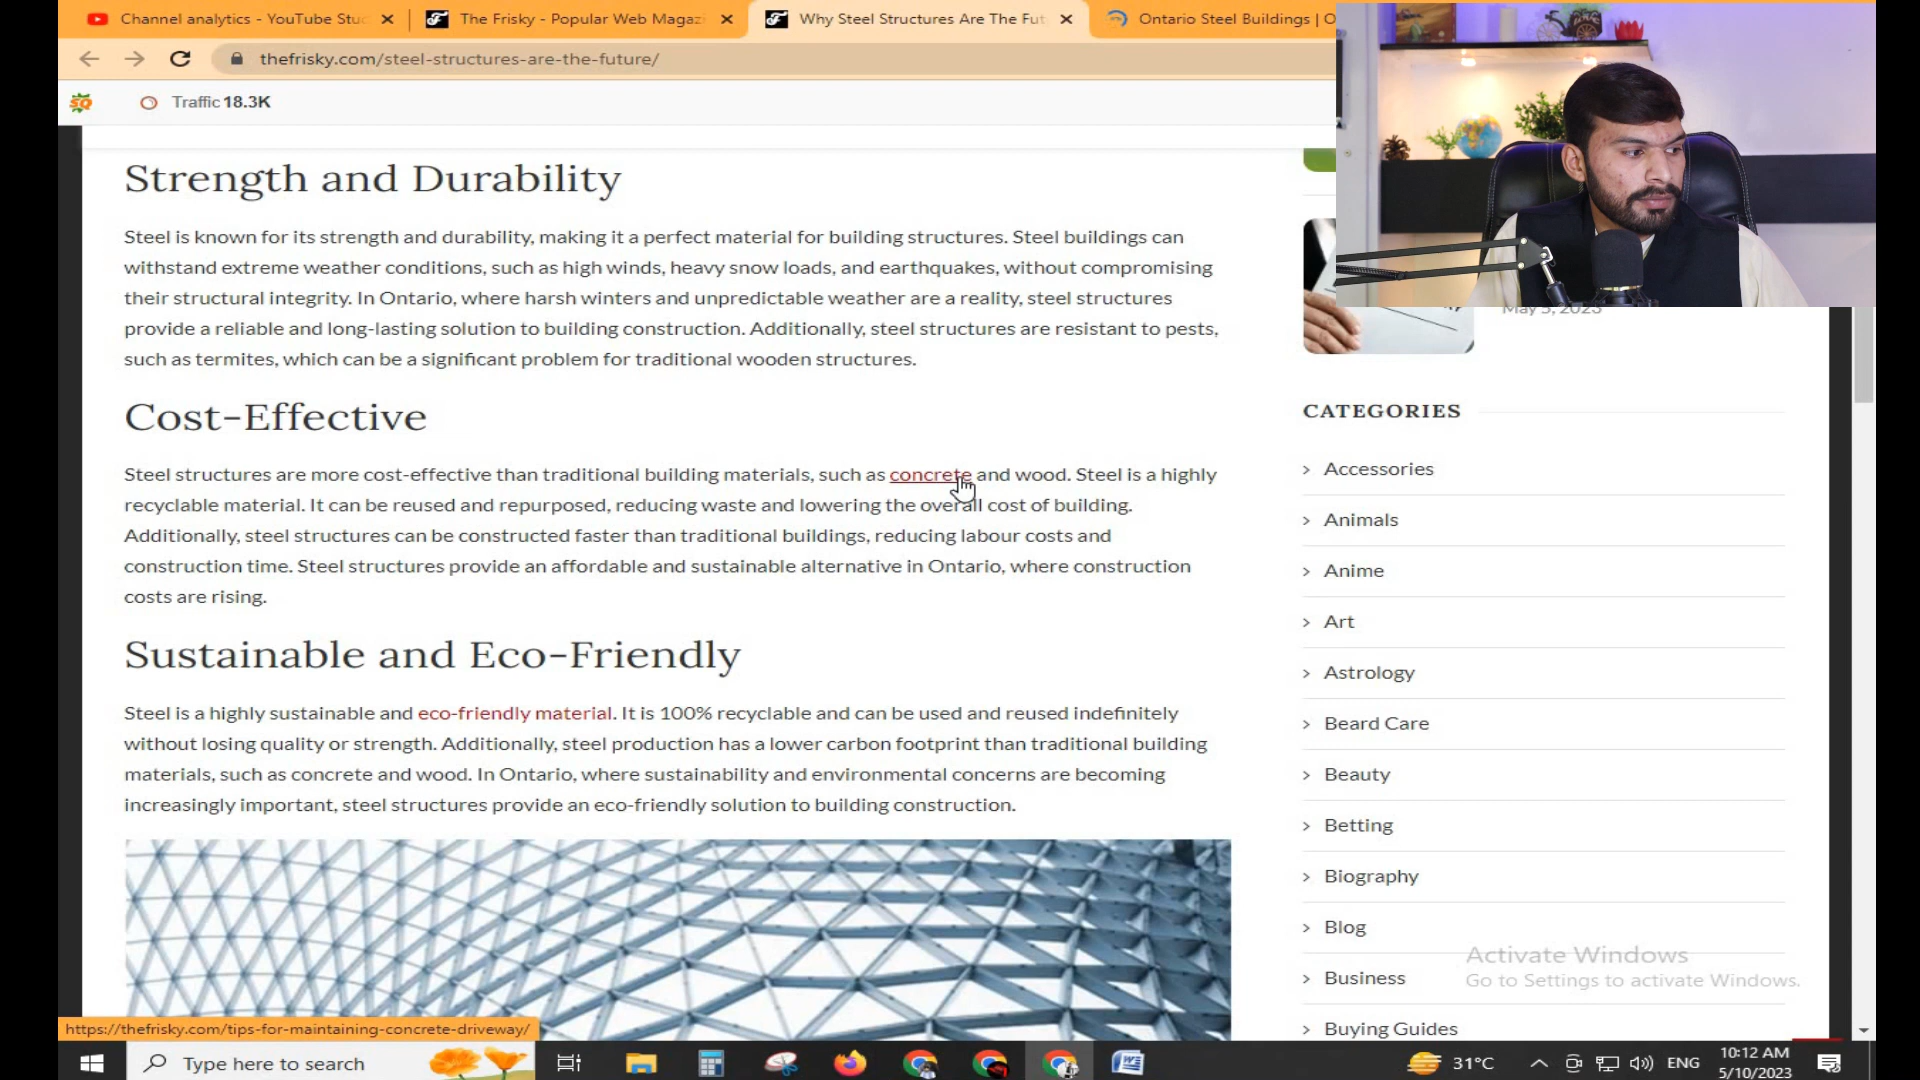 Channel analytics - YouTube Stu
The Frisky - Popular Web Magaz
Why Steel Structures Are The Fut
Ontario Steel Buildings | O
thefrisky.com/steel-structures-are-the-future/
SQ
Traffic 18.3K
Strength and Durability
Steel is known for its strength and durability, making it a perfect material for building structures. Steel buildings can
withstand extreme weather conditions, such as high winds, heavy snow loads, and earthquakes, without compromising
their structural integrity. In Ontario, where harsh winters and unpredictable weather are a reality, steel structures
provide a reliable and long-lasting solution to building construction. Additionally, steel structures are resistant to pests,
such as termites, which can be a significant problem for traditional wooden structures.
Cost-Effective
Steel structures are more cost-effective than traditional building materials, such as concrete and wood. Steel is a highly
recyclable material. It can be reused and repurposed, reducing waste and lowering the overall cost of building.
Additionally, steel structures can be constructed faster than traditional buildings, reducing labour costs and
construction time. Steel structures provide an affordable and sustainable alternative in Ontario, where construction
costs are rising.
Sustainable and Eco-Friendly
Steel is a highly sustainable and eco-friendly material. It is 100% recyclable and can be used and reused indefinitely
without losing quality or strength. Additionally, steel production has a lower carbon footprint than traditional building
materials, such as concrete and wood. In Ontario, where sustainability and environmental concerns are becoming
increasingly important, steel structures provide an eco-friendly solution to building construction.
May 5, 2023
CATEGORIES
Accessories
Animals
Anime
Art
Astrology
Beard Care
Beauty
Betting
Biography
Blog
Business
Buying Guides
Activate Windows
Go to Settings to activate Windows.
https://thefrisky.com/tips-for-maintaining-concrete-driveway/
Type here to search
31°C
ENG
10:12 AM
5/10/2023